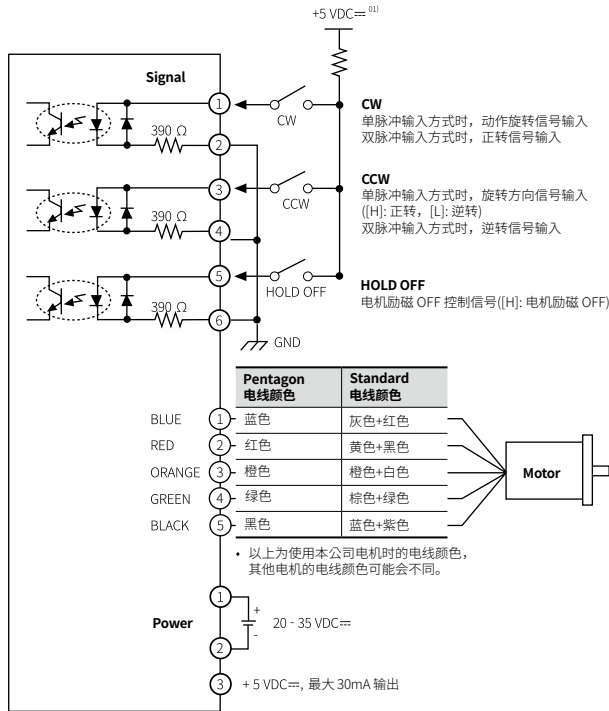 +5 VDC⎓ 01)
Signal
1
CW
390 Ω
2
CW
单脉冲输入方式时，动作旋转信号输入
双脉冲输入方式时，正转信号输入
3
CCW
390 Ω
4
CCW
单脉冲输入方式时，旋转方向信号输入
([H]: 正转，[L]: 逆转)
双脉冲输入方式时，逆转信号输入
5
HOLD OFF
390 Ω
6
HOLD OFF
电机励磁 OFF 控制信号([H]: 电机励磁 OFF)
GND
Pentagon 电线颜色 Standard 电线颜色
BLUE 1 蓝色 灰色+红色
RED 2 红色 黄色+黑色
ORANGE 3 橙色 橙色+白色
GREEN 4 绿色 棕色+绿色
BLACK 5 黑色 蓝色+紫色
Motor
• 以上为使用本公司电机时的电线颜色，
其他电机的电线颜色可能会不同。
Power
1
+
20 - 35 VDC⎓
-
2
3 + 5 VDC⎓, 最大 30mA 输出